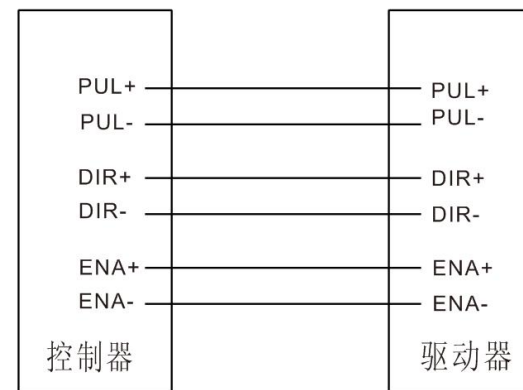 PUL+ PUL+
PUL- PUL-
DIR+ DIR+
DIR- DIR-
ENA+ ENA+
ENA- ENA-
控制器 驱动器